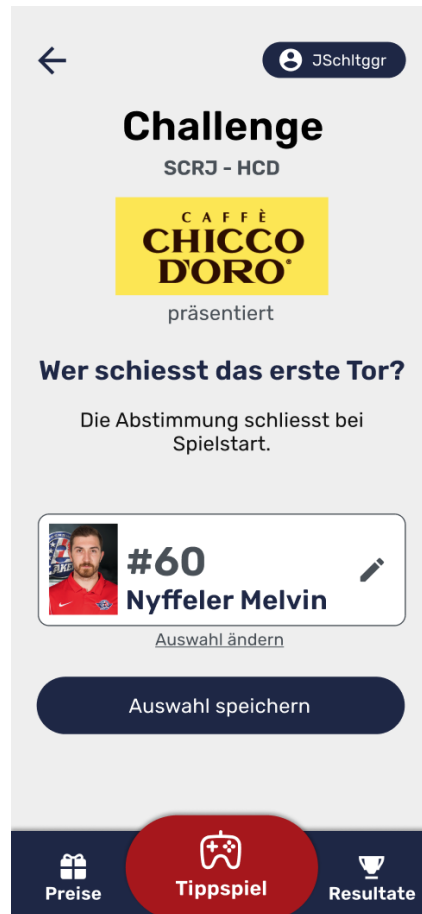 JSchltggr
Challenge
SCRJ - HCD
CAFFÈ
CHICCO
D'ORO®
präsentiert
Wer schiesst das erste Tor?
Die Abstimmung schliesst bei
Spielstart.
#60
Nyffeler Melvin
Auswahl ändern
Auswahl speichern
Preise
Tippspiel
Resultate